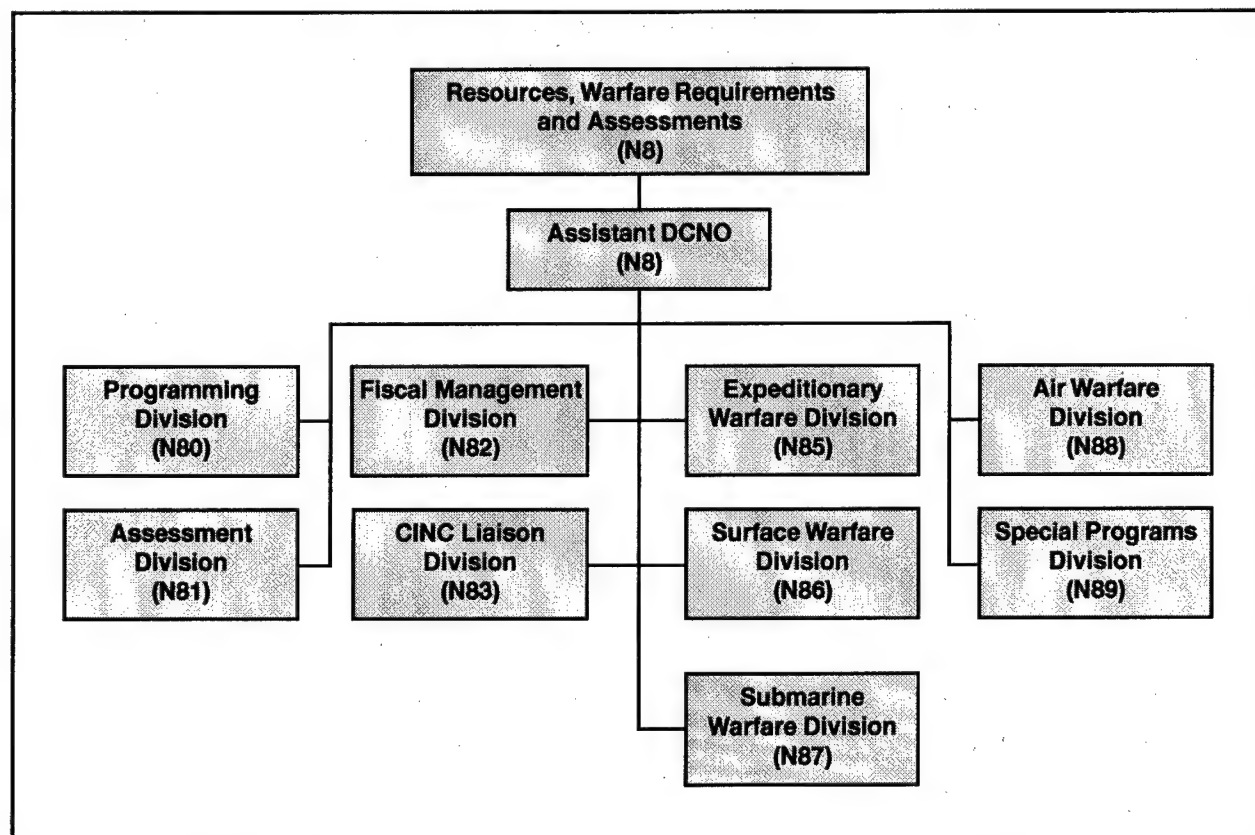 Resources, Warfare Requirements
and Assessments
(N8)
Assistant DCNO
(N8)
Programming
Division
(N80)
Fiscal Management
Division
(N82)
Expeditionary
Warfare Division
(N85)
Air Warfare
Division
(N88)
Assessment
Division
(N81)
CINC Liaison
Division
(N83)
Surface Warfare
Division
(N86)
Special Programs
Division
(N89)
Submarine
Warfare Division
(N87)